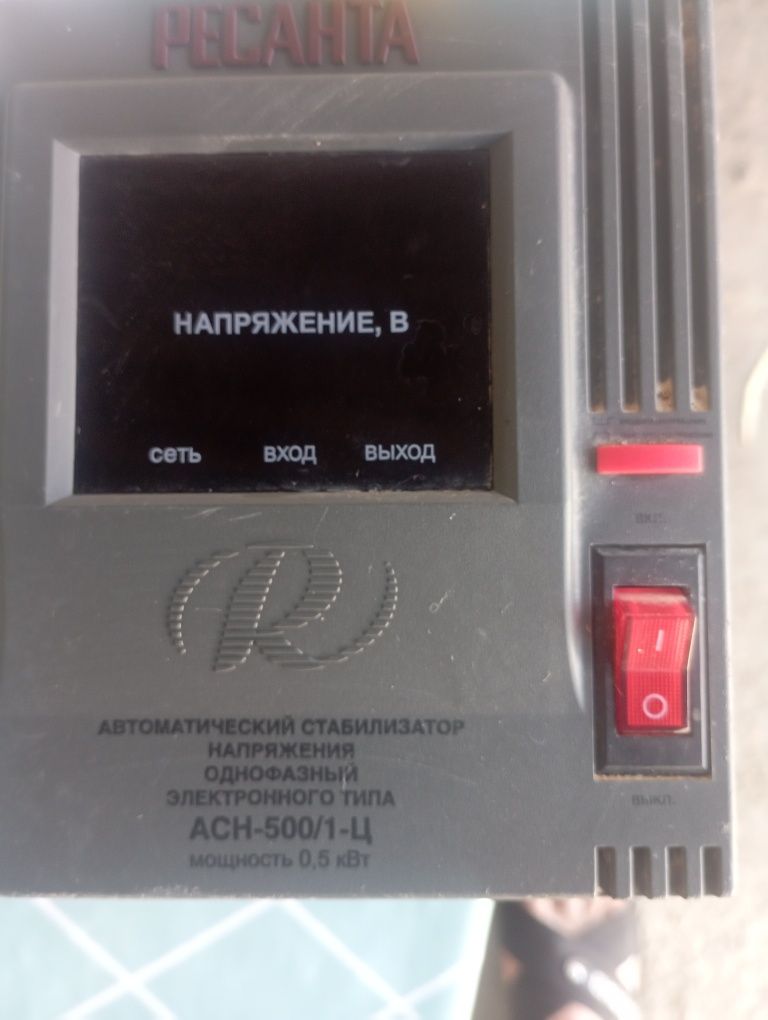 РЕСАНТА
НАПРЯЖЕНИЕ, В
сеть ВХОД ВЫХОД
ВКЛ.
I
O
ВЫКЛ.
R
АВТОМАТИЧЕСКИЙ СТАБИЛИЗАТОР
НАПРЯЖЕНИЯ
ОДНОФАЗНЫЙ
ЭЛЕКТРОННОГО ТИПА
АСН-500/1-Ц
мощность 0,5 кВт